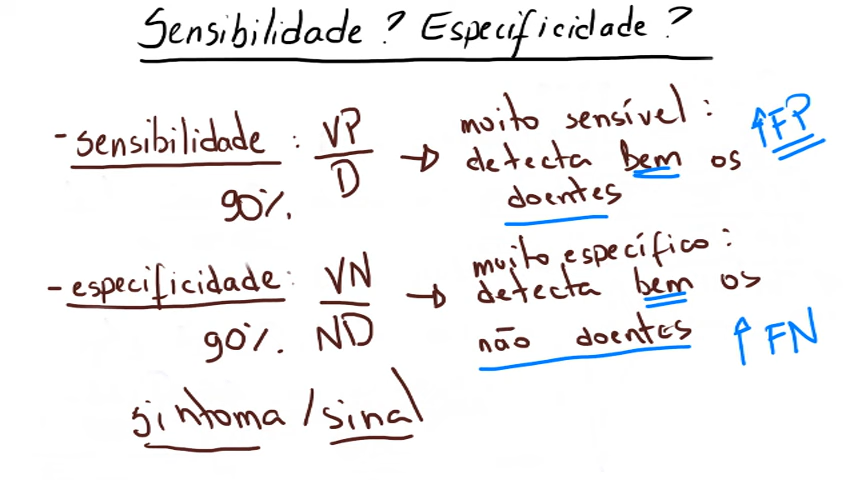 Sensibilidade? Especificidade?
- sensibilidade: VP/D → muito sensível: detecta bem os doentes ↑FP
90%.
- especificidade: VN/ND → muito específico: detecta bem os não doentes ↑FN
90%.
sintoma/sinal